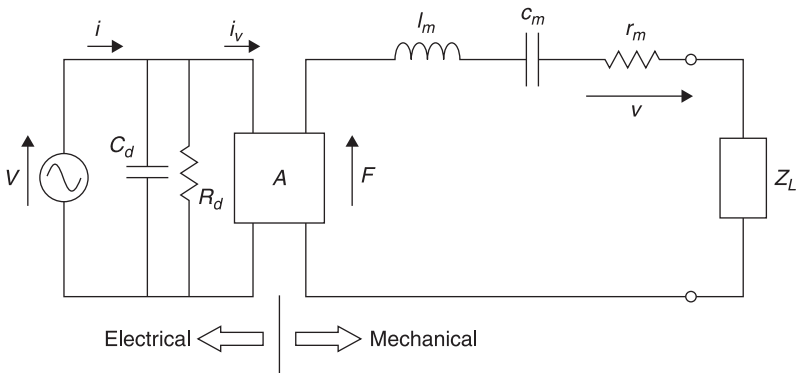 i
i_v
l_m
c_m
r_m
v
V
C_d
R_d
A
F
Z_L
Electrical
Mechanical